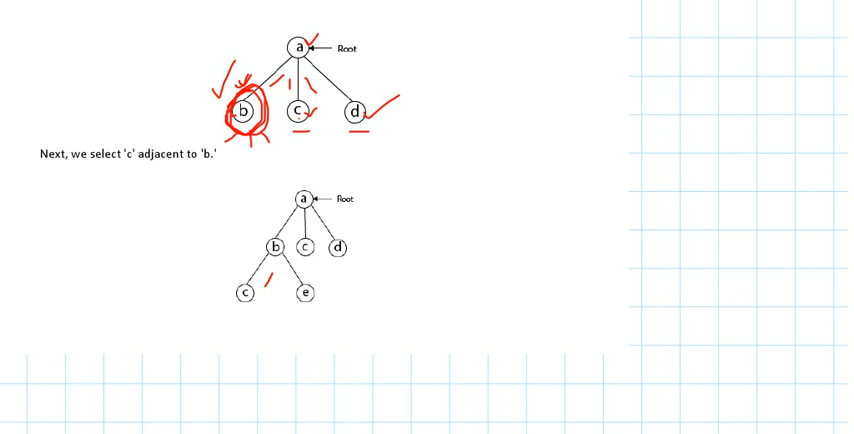 a Root
b c d
Next, we select 'c' adjacent to 'b.'
a Root
b c d
c e